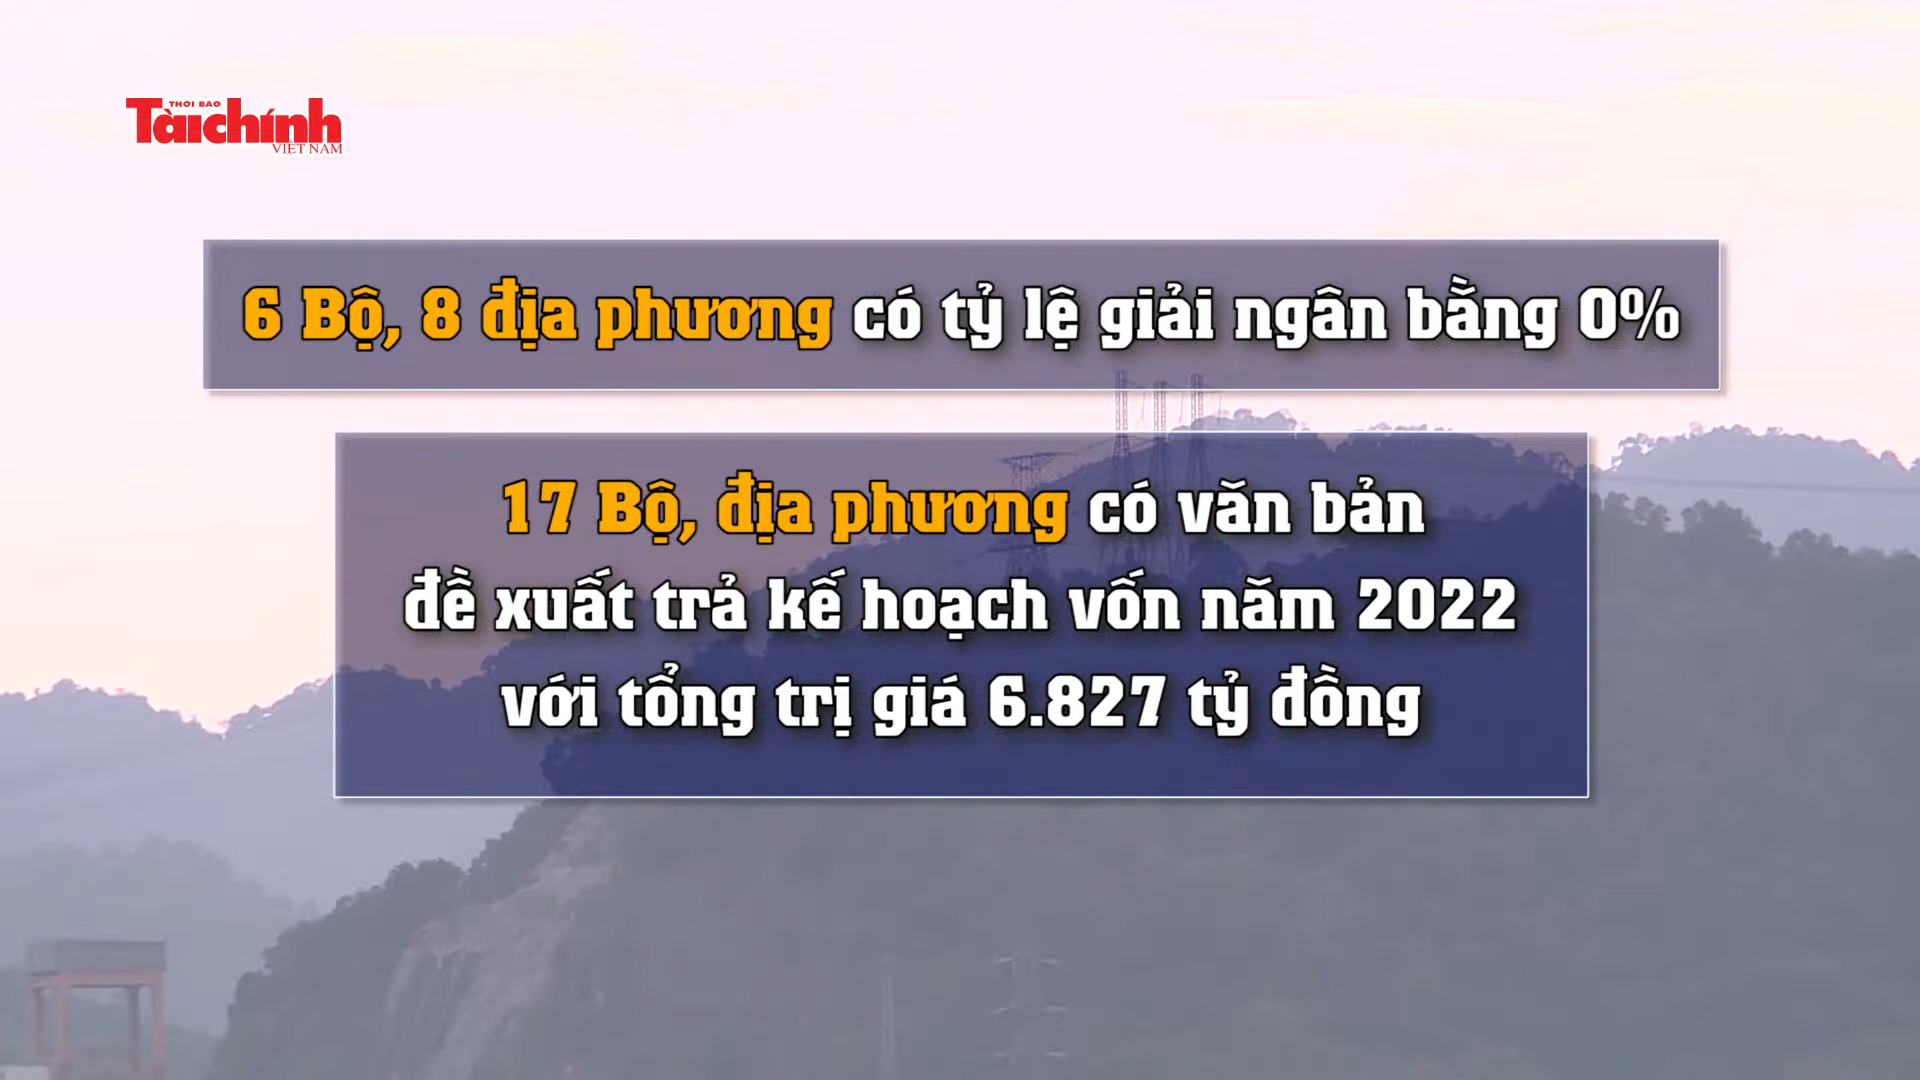 THỜI BÁO
Tàichính
VIỆT NAM
6 Bộ, 8 địa phương có tỷ lệ giải ngân bằng 0%
17 Bộ, địa phương có văn bản
đề xuất trả kế hoạch vốn năm 2022
với tổng trị giá 6.827 tỷ đồng